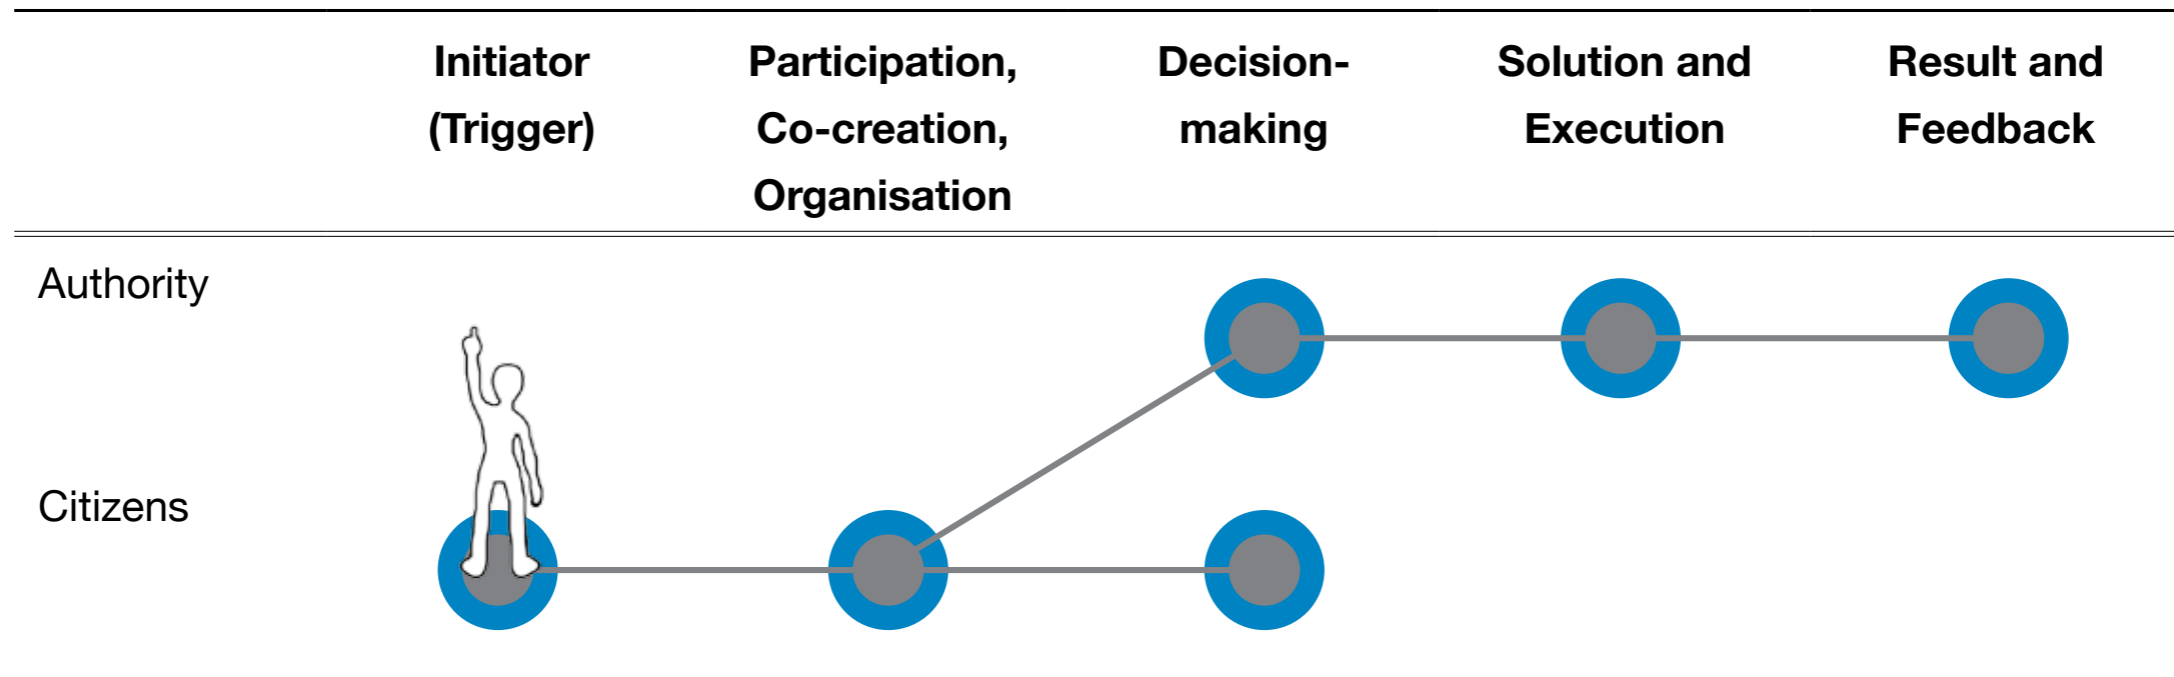 Initiator
(Trigger)
Participation,
Co-creation,
Organisation
Decision-
making
Solution and
Execution
Result and
Feedback
Authority
Citizens